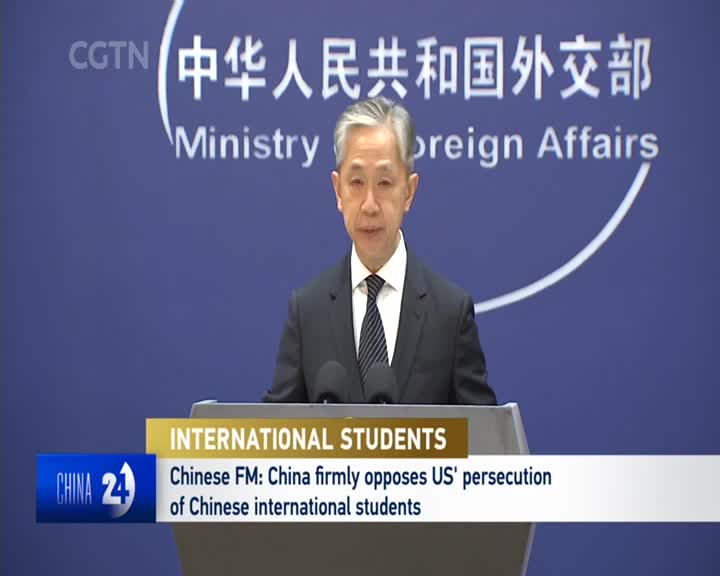 CGTN
中华人民共和国外交部
Ministry of Foreign Affairs
INTERNATIONAL STUDENTS
Chinese FM: China firmly opposes US' persecution
of Chinese international students
CHINA 24